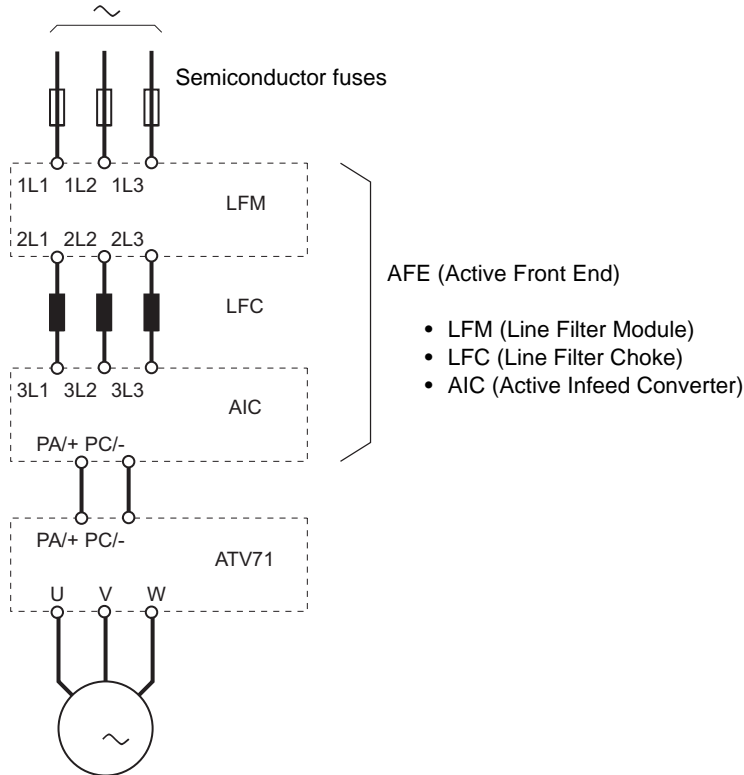 Semiconductor fuses
1L1 1L2 1L3
LFM
2L1 2L2 2L3
LFC
AFE (Active Front End)
• LFM (Line Filter Module)
• LFC (Line Filter Choke)
• AIC (Active Infeed Converter)
3L1 3L2 3L3
AIC
PA/+ PC/-
PA/+ PC/-
ATV71
U V W